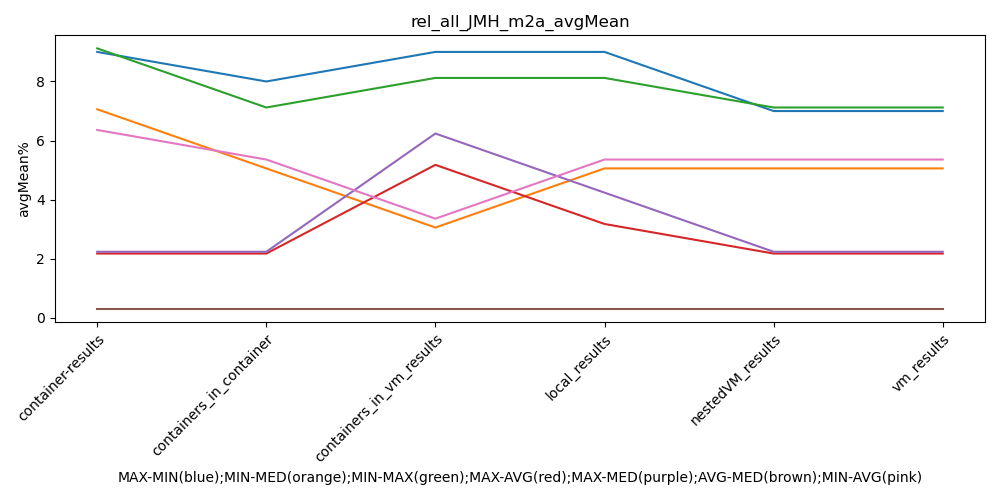 rel_all_JMH_m2a_avgMean
avgMean%
8
6
4
2
0
container-results
containers_in_container
containers_in_vm_results
local_results
nestedVM_results
vm_results
MAX-MIN(blue);MIN-MED(orange);MIN-MAX(green);MAX-AVG(red);MAX-MED(purple);AVG-MED(brown);MIN-AVG(pink)